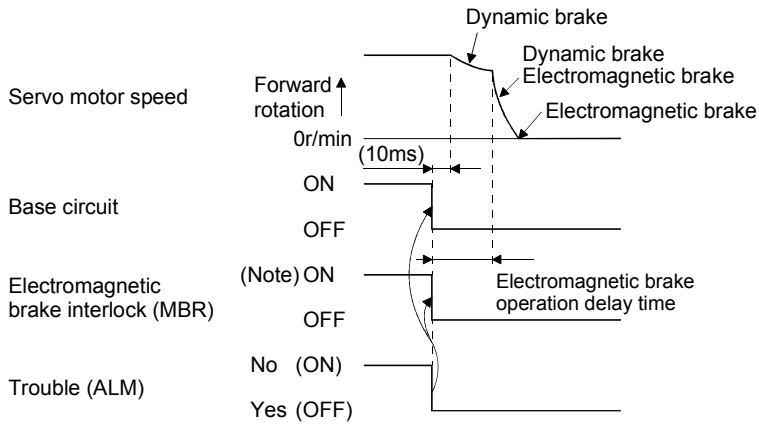 Dynamic brake
Dynamic brake
Electromagnetic brake
Electromagnetic brake
Servo motor speed
Forward
rotation
0r/min
(10ms)
Base circuit
ON
OFF
Electromagnetic
brake interlock (MBR)
(Note) ON
OFF
Electromagnetic brake
operation delay time
Trouble (ALM)
No (ON)
Yes (OFF)